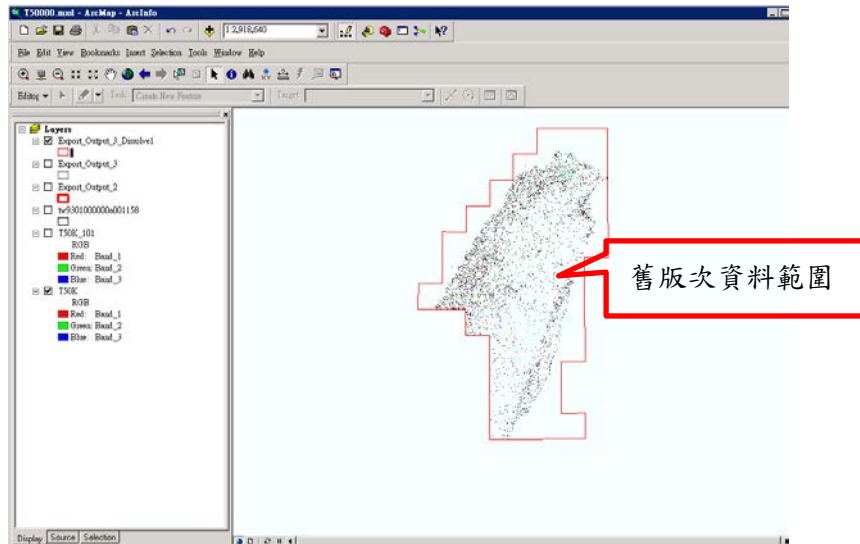 T50000.mxd - ArcMap - ArcInfo
1:2,918,640
File Edit View Bookmarks Insert Selection Tools Window Help
Editor Task: Create New Feature Target:
Layers
Export_Output_3_Dissolve1
Export_Output_3
Export_Output_2
tw9301000000a001158
T50K_101
RGB
Red: Band_1
Green: Band_2
Blue: Band_3
T50K
RGB
Red: Band_1
Green: Band_2
Blue: Band_3
舊版次資料範圍
Display Source Selection